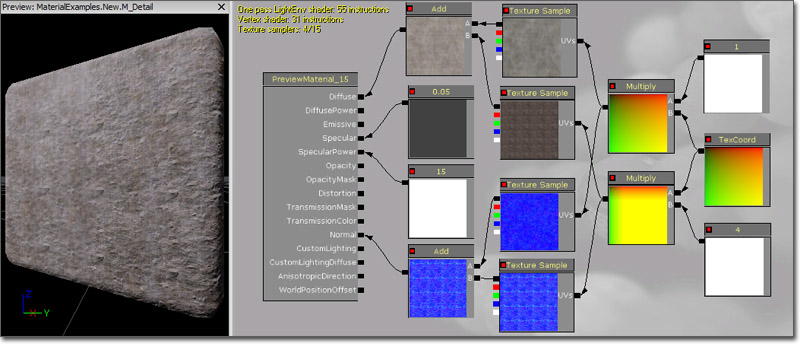 Preview: MaterialExamples.New.M_Detail
Z
Y
X
One pass LightEnv shader: 55 instructions
Vertex shader: 31 instructions
Texture samplers: 4/15
PreviewMaterial_15
Diffuse
DiffusePower
Emissive
Specular
SpecularPower
Opacity
OpacityMask
Distortion
TransmissionMask
TransmissionColor
Normal
CustomLighting
CustomLightingDiffuse
AnisotropicDirection
WorldPositionOffset
Add
A
B
0.05
15
Add
A
B
Texture Sample
UVs
Texture Sample
UVs
Texture Sample
UVs
Texture Sample
UVs
Multiply
A
B
Multiply
A
B
1
TexCoord
4